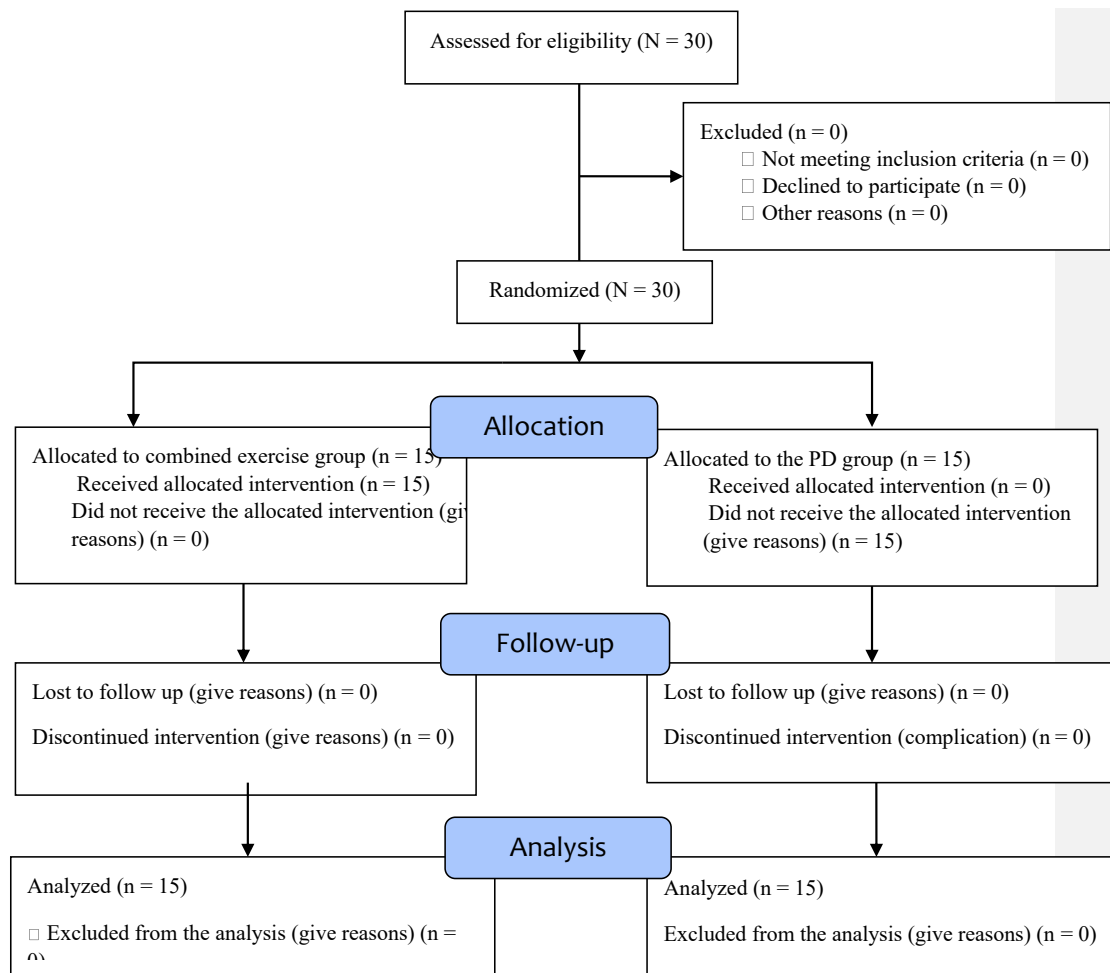 Assessed for eligibility (N = 30)
Excluded (n = 0)
□ Not meeting inclusion criteria (n = 0)
□ Declined to participate (n = 0)
□ Other reasons (n = 0)
Randomized (N = 30)
Allocation
Allocated to combined exercise group (n = 15)
Received allocated intervention (n = 15)
Did not receive the allocated intervention (gi
reasons) (n = 0)
Allocated to the PD group (n = 15)
Received allocated intervention (n = 0)
Did not receive the allocated intervention
(give reasons) (n = 15)
Follow-up
Lost to follow up (give reasons) (n = 0)
Discontinued intervention (give reasons) (n = 0)
Lost to follow up (give reasons) (n = 0)
Discontinued intervention (complication) (n = 0)
Analysis
Analyzed (n = 15)
□ Excluded from the analysis (give reasons) (n =
0)
Analyzed (n = 15)
Excluded from the analysis (give reasons) (n = 0)